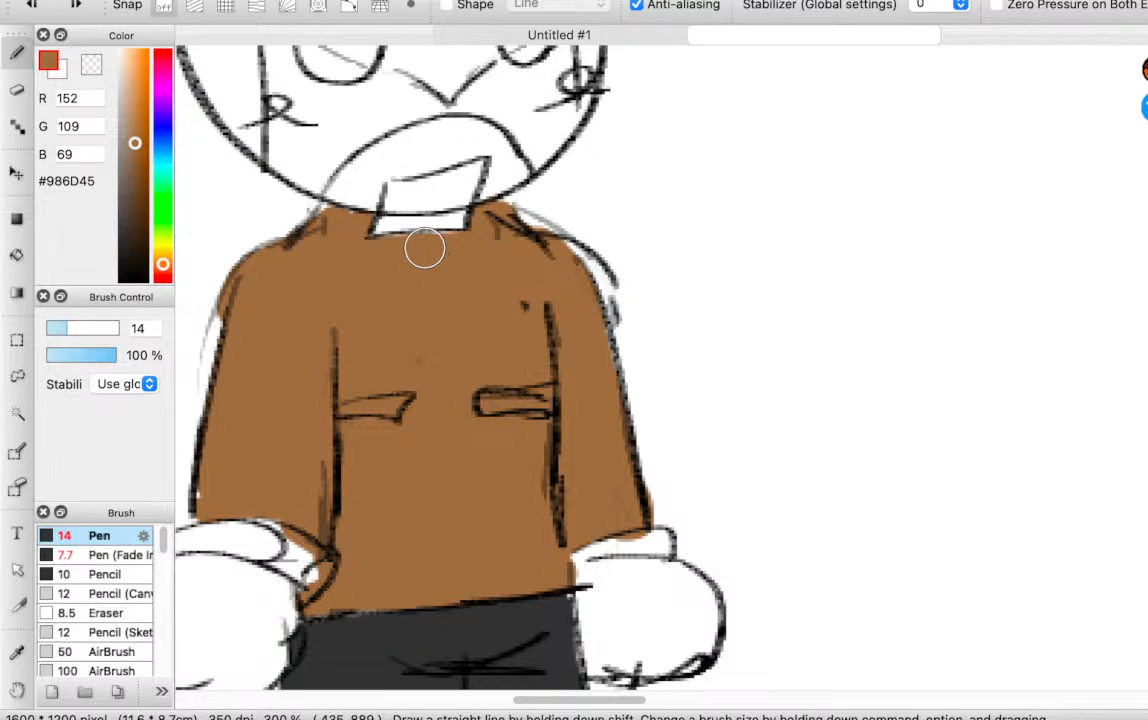 Snap off Shape Line Anti-aliasing Stabilizer (Global settings) 0 Zero Pressure on Both E
Color Untitled #1
R 152
G 109
B 69
#986D45
Brush Control
14
100 %
Stabili Use glo
Brush
14 Pen
7.7 Pen (Fade In
10 Pencil
12 Pencil (Canv
8.5 Eraser
12 Pencil (Sket
50 AirBrush
100 AirBrush
T
1600 * 1200 pixel (11.6 * 8.7cm) 350 dpi 300 % ( 435, 889 ) Draw a straight line by holding down shift, Change a brush size by holding down command, option, and dragging